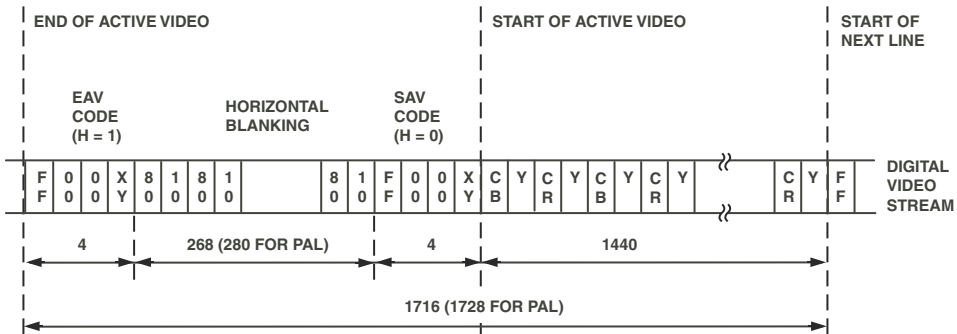 END OF ACTIVE VIDEO
START OF ACTIVE VIDEO
START OF
NEXT LINE
EAV
CODE
(H = 1)
HORIZONTAL
BLANKING
SAV
CODE
(H = 0)
F 0 0 X 8 1 8 1 8 1 F 0 0 X C Y C Y C Y C Y C Y F
F 0 0 Y 0 0 0 0 0 0 F 0 0 Y B R B R R F
DIGITAL
VIDEO
STREAM
4
268 (280 FOR PAL)
4
1440
1716 (1728 FOR PAL)